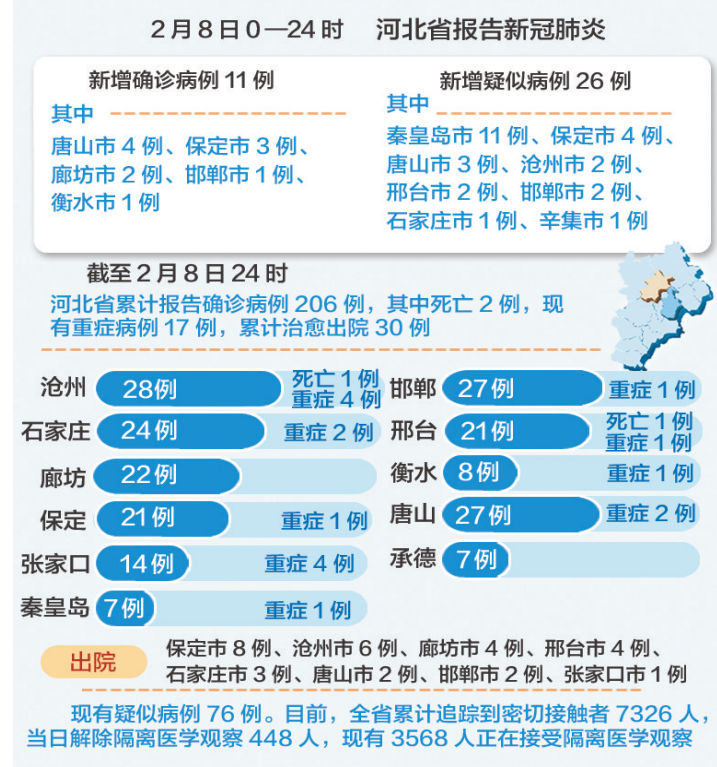 2月8日0—24时 河北省报告新冠肺炎
新增确诊病例11例
其中
唐山市4例、保定市3例、
廊坊市2例、邯郸市1例、
衡水市1例
新增疑似病例26例
其中
秦皇岛市11例、保定市4例、
唐山市3例、沧州市2例、
邢台市2例、邯郸市2例、
石家庄市1例、辛集市1例
截至2月8日24时
河北省累计报告确诊病例206例，其中死亡2例，现
有重症病例17例，累计治愈出院30例
沧州 28例 死亡1例
重症4例
石家庄 24例 重症2例
廊坊 22例
保定 21例 重症1例
张家口 14例 重症4例
秦皇岛 7例 重症1例
邯郸 27例 重症1例
邢台 21例 死亡1例
重症1例
衡水 8例 重症1例
唐山 27例 重症2例
承德 7例
出院
保定市8例、沧州市6例、廊坊市4例、邢台市4例、
石家庄市3例、唐山市2例、邯郸市2例、张家口市1例
现有疑似病例76例。目前，全省累计追踪到密切接触者7326人，
当日解除隔离医学观察448人，现有3568人正在接受隔离医学观察